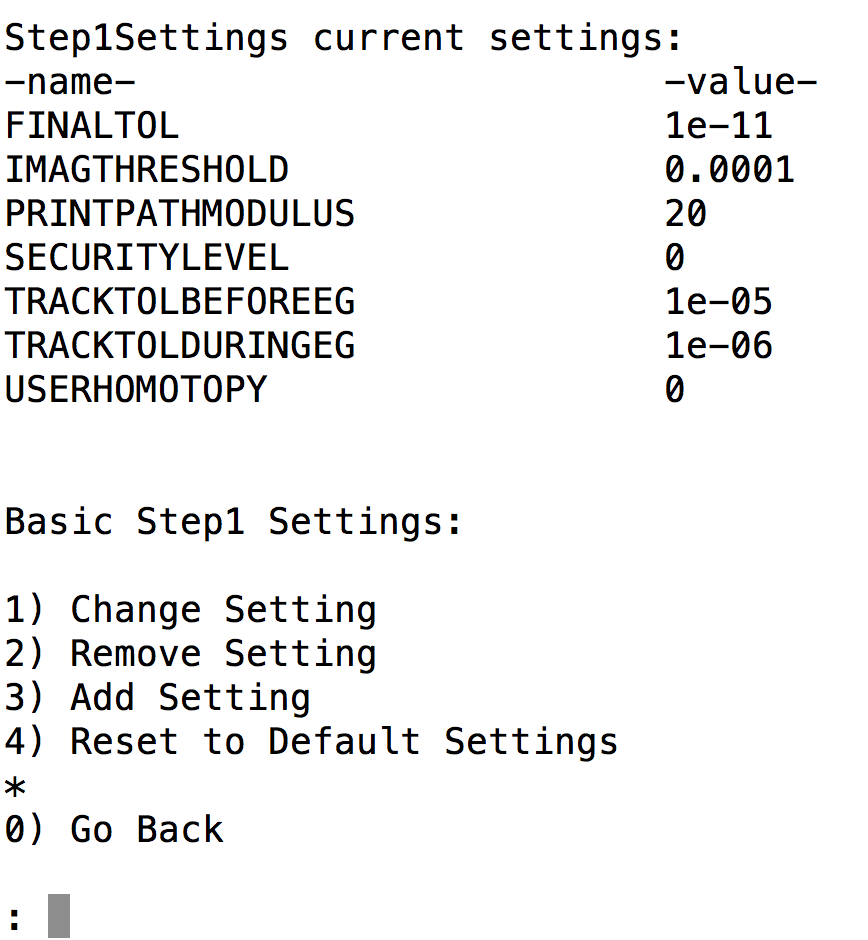 Step1Settings current settings:
-name- -value-
FINALTOL 1e-11
IMAGTHRESHOLD 0.0001
PRINTPATHMODULUS 20
SECURITYLEVEL 0
TRACKTOLBEFOREEG 1e-05
TRACKTOLDURINGEG 1e-06
USERHOMOTOPY 0
Basic Step1 Settings:
1) Change Setting
2) Remove Setting
3) Add Setting
4) Reset to Default Settings
*
0) Go Back
: